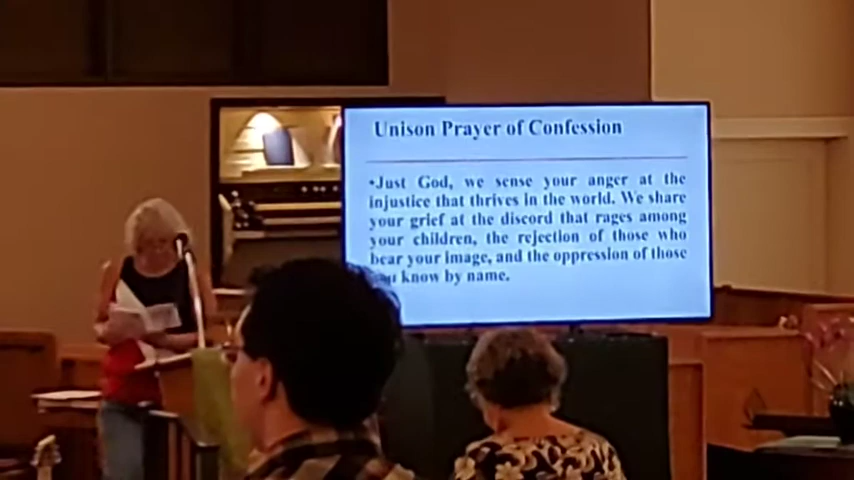 Unison Prayer of Confession
•Just God, we sense your anger at the
injustice that thrives in the world. We share
your grief at the discord that rages among
your children, the rejection of those who
bear your image, and the oppression of those
know by name.